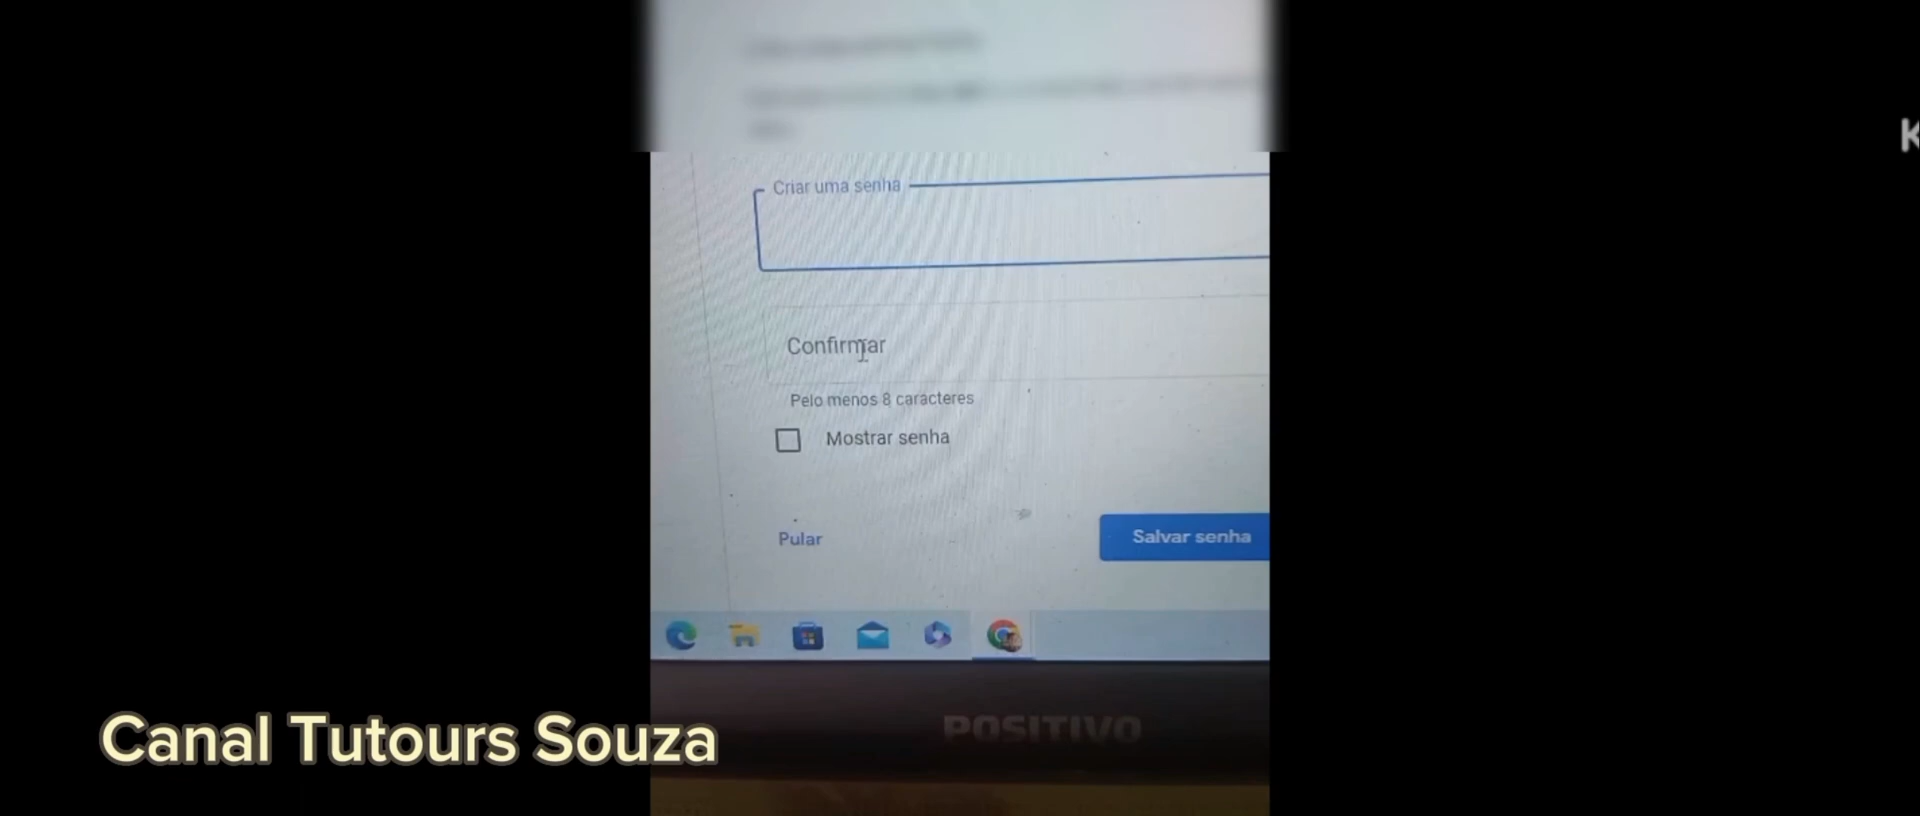 K
Criar uma senha
Confirmar
Pelo menos 8 caracteres
Mostrar senha
Pular
Salvar senha
POSITIVO
Canal Tutours Souza